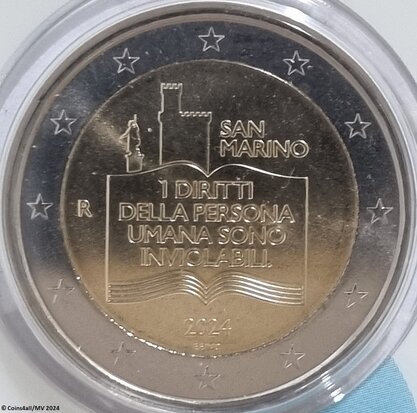 SAN
MARINO
R
I DIRITTI
DELLA PERSONA
UMANA SONO
INVIOLABILI.
2024
© Coins4all/MV 2024